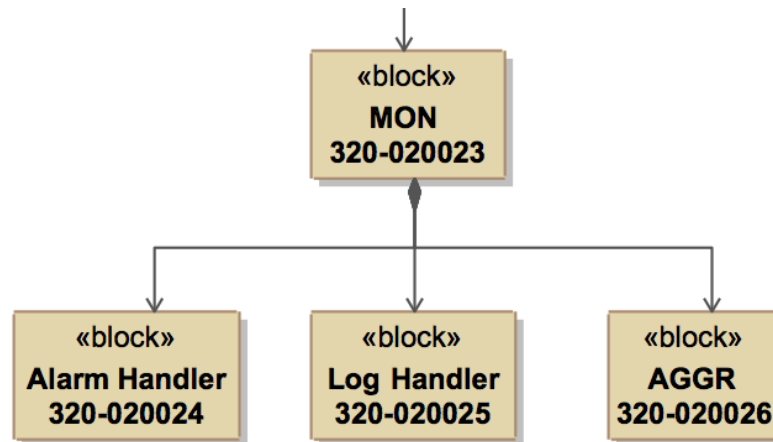 «block»
MON
320-020023
«block»
Alarm Handler
320-020024
«block»
Log Handler
320-020025
«block»
AGGR
320-020026